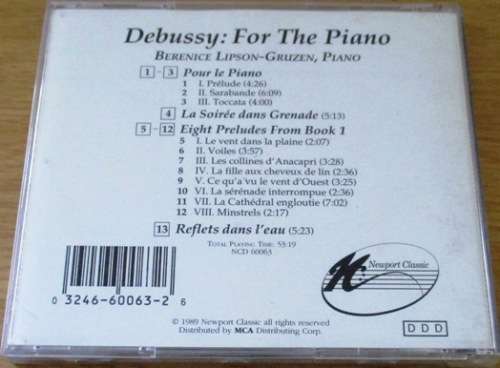 Debussy: For The Piano
Berenice Lipson-Gruzen, Piano
1 - 3 Pour le Piano
1 I. Prélude (4:26)
2 II. Sarabande (6:09)
3 III. Toccata (4:00)
4 La Soirée dans Grenade (5:13)
5 - 12 Eight Preludes From Book 1
5 I. Le vent dans la plaine (2:07)
6 II. Voiles (3:57)
7 III. Les collines d'Anacapri (3:28)
8 IV. La fille aux cheveux de lin (2:36)
9 V. Ce qu'a vu le vent d'Ouest (3:25)
10 VI. La sérénade interrompue (2:36)
11 VII. La Cathédral engloutie (7:02)
12 VIII. Minstrels (2:17)
13 Reflets dans l'eau (5:23)
Total Playing Time: 53:19
NCD 60063
Newport Classic
0 3246-60063-2 6
© 1989 Newport Classic all rights reserved
Distributed by MCA Distributing Corp.
D D D